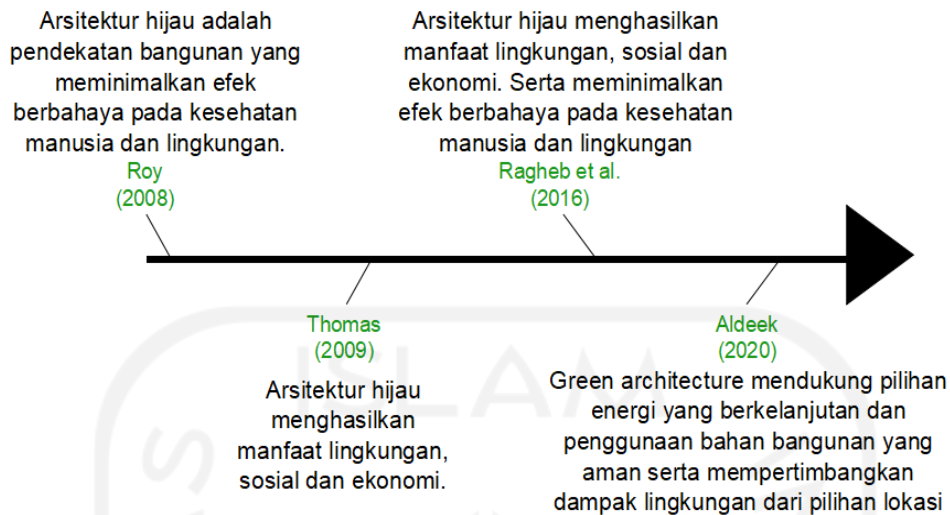 Arsitektur hijau adalah
pendekatan bangunan yang
meminimalkan efek
berbahaya pada kesehatan
manusia dan lingkungan.
Roy
(2008)
Arsitektur hijau menghasilkan
manfaat lingkungan, sosial dan
ekonomi. Serta meminimalkan
efek berbahaya pada kesehatan
manusia dan lingkungan
Ragheb et al.
(2016)
Thomas
(2009)
Arsitektur hijau
menghasilkan
manfaat lingkungan,
sosial dan ekonomi.
Aldeek
(2020)
Green architecture mendukung pilihan
energi yang berkelanjutan dan
penggunaan bahan bangunan yang
aman serta mempertimbangkan
dampak lingkungan dari pilihan lokasi
ISLAM